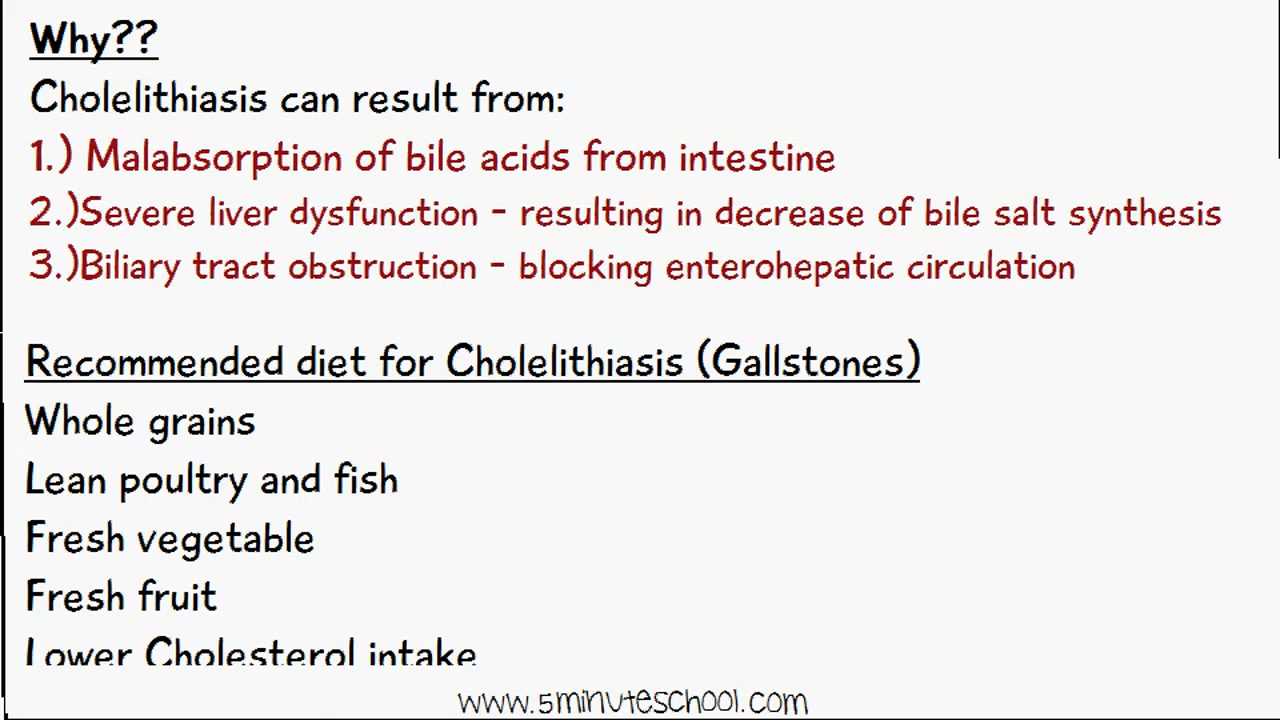 Why??
Cholelithiasis can result from:
1.) Malabsorption of bile acids from intestine
2.)Severe liver dysfunction - resulting in decrease of bile salt synthesis
3.)Biliary tract obstruction - blocking enterohepatic circulation
Recommended diet for Cholelithiasis (Gallstones)
Whole grains
Lean poultry and fish
Fresh vegetable
Fresh fruit
Lower Cholesterol intake
www.5minuteschool.com